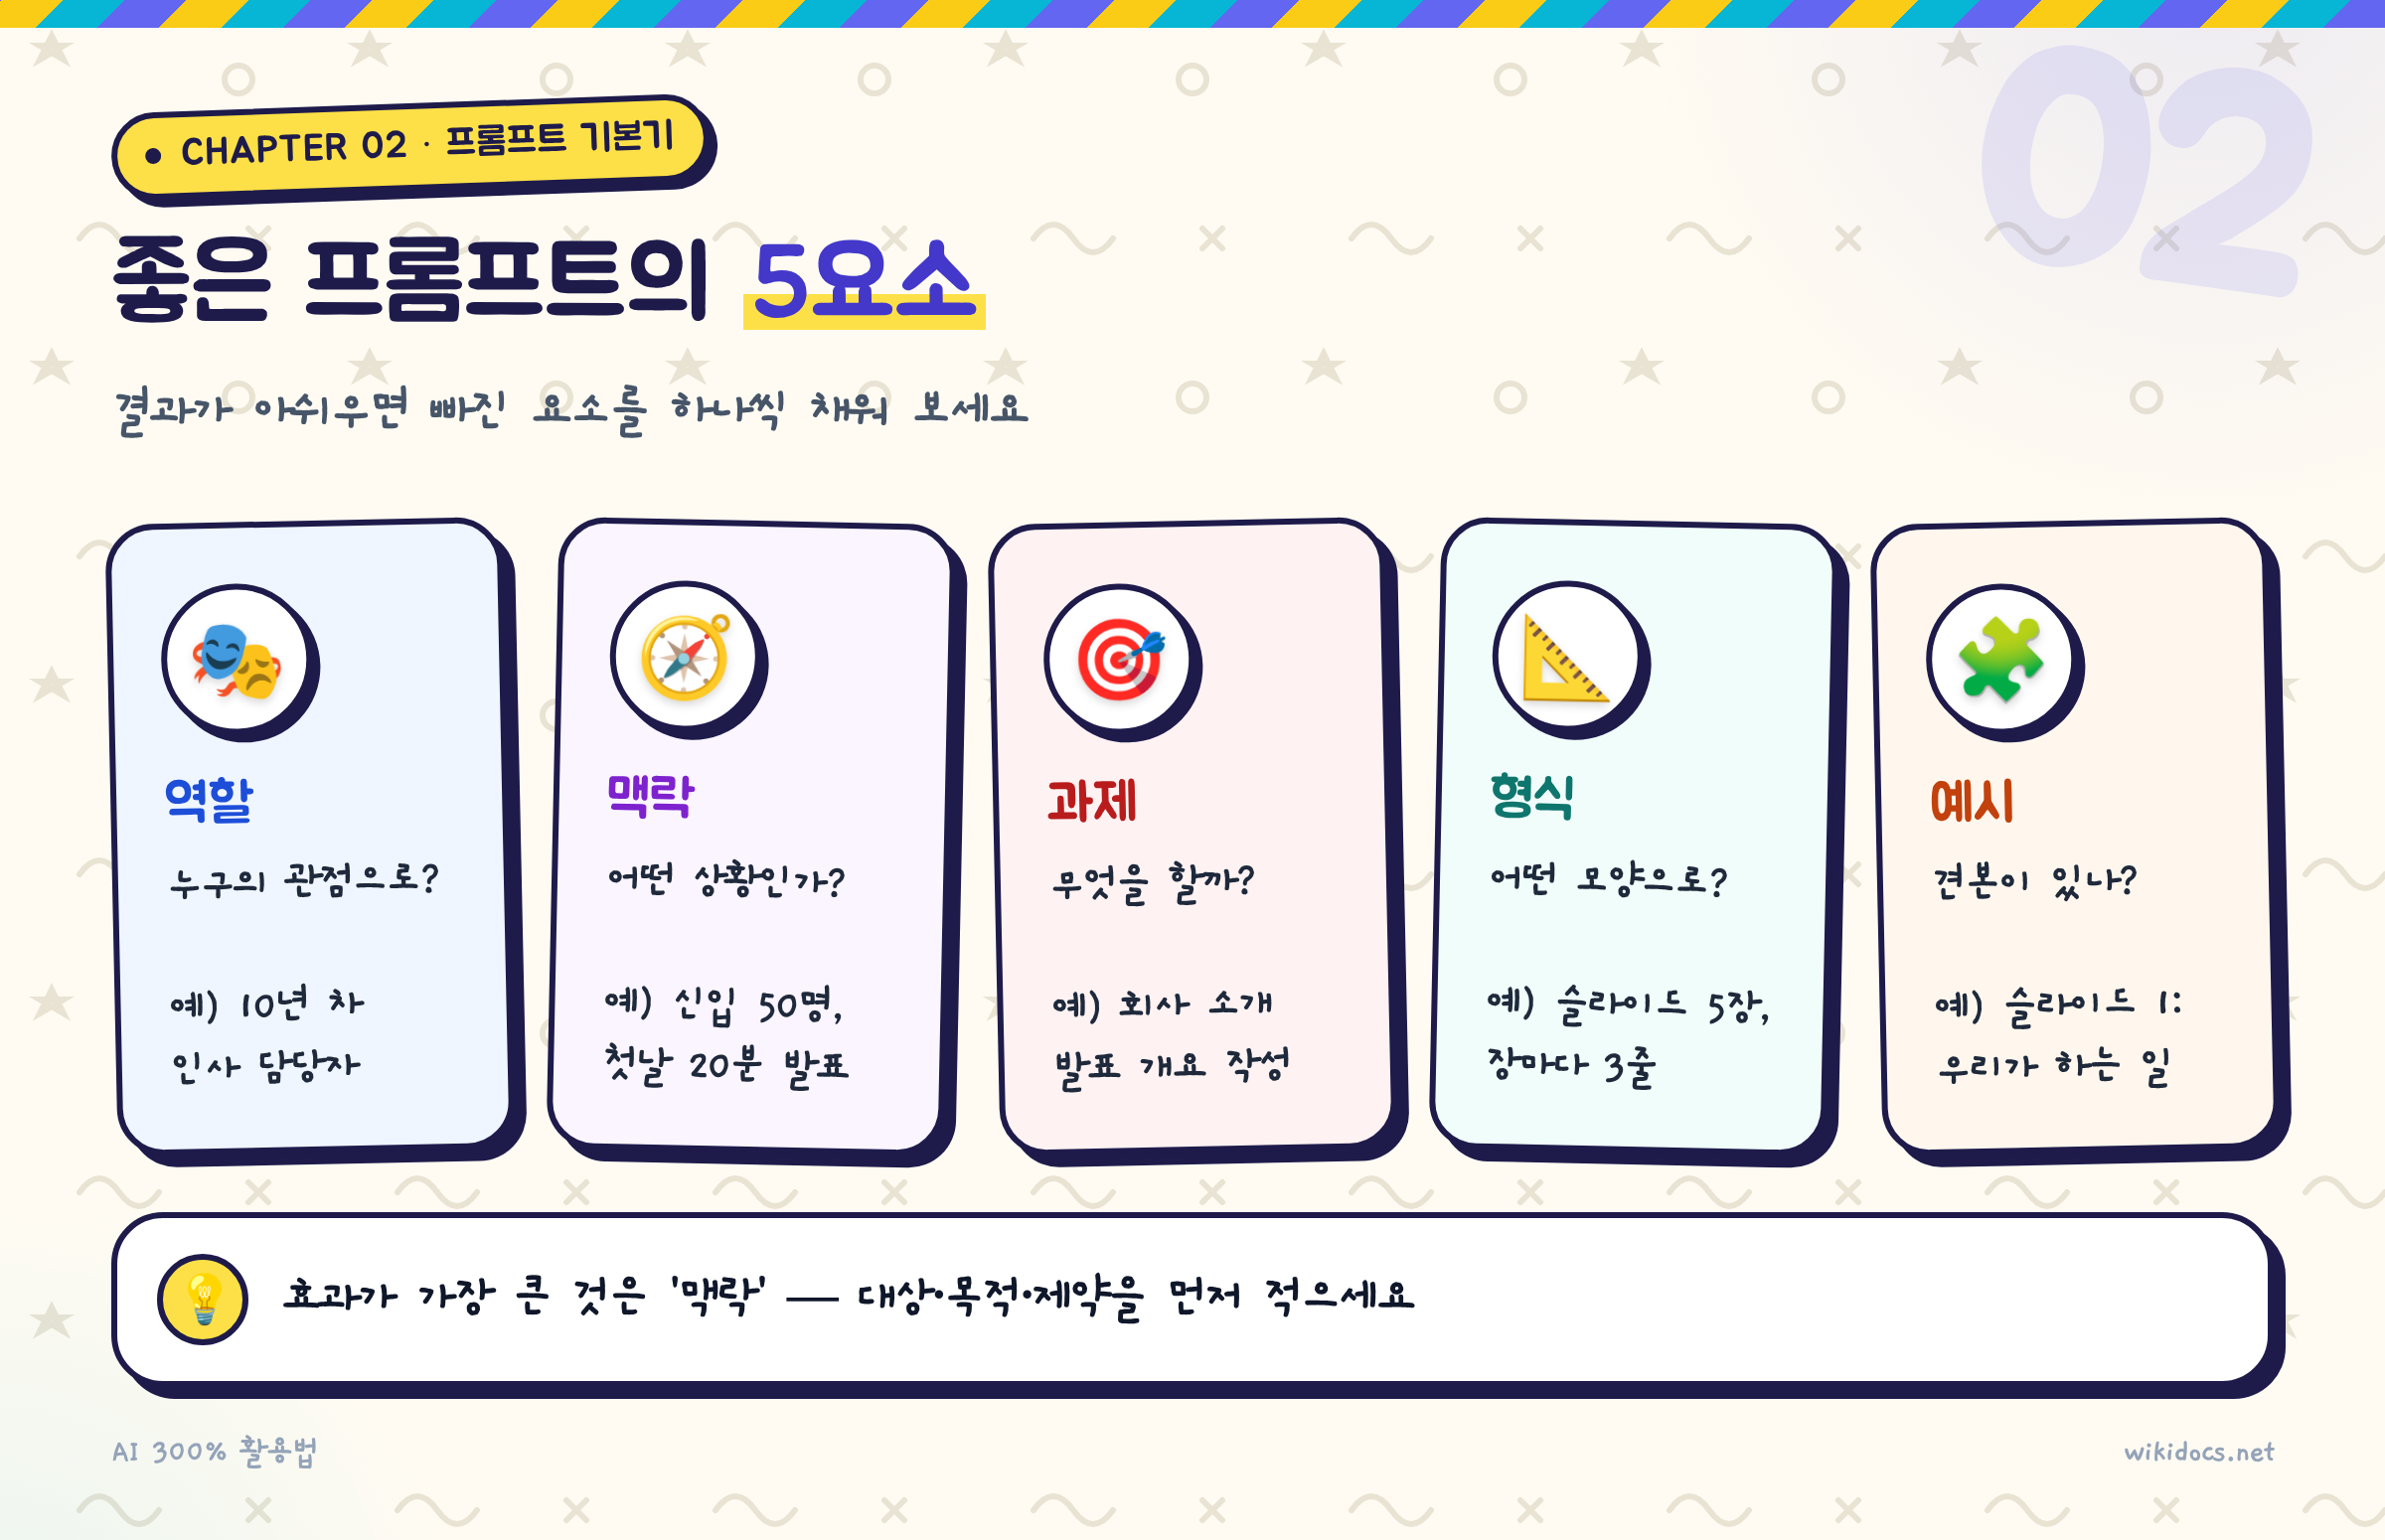 CHAPTER 02 · 프롬프트 기본기
02
좋은 프롬프트의 5요소
결과가 아쉬우면 빠진 요소를 하나씩 채워 보세요
역할
누구의 관점으로?
예) 10년 차
인사 담당자
맥락
어떤 상황인가?
예) 신입 50명,
첫날 20분 발표
과제
무엇을 할까?
예) 회사 소개
발표 개요 작성
형식
어떤 모양으로?
예) 슬라이드 5장,
장마다 3줄
예시
견본이 있나?
예) 슬라이드 1:
우리가 하는 일
효과가 가장 큰 것은 '맥락' — 대상·목적·제약을 먼저 적으세요
AI 300% 활용법
wikidocs.net